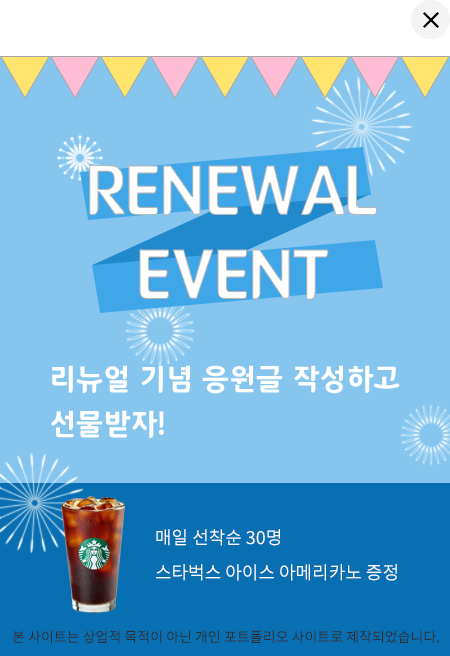 RENEWAL
EVENT
리뉴얼 기념 응원글 작성하고
선물받자!
매일 선착순 30명
스타벅스 아이스 아메리카노 증정
본 사이트는 상업적 목적이 아닌 개인 포트폴리오 사이트로 제작되었습니다.